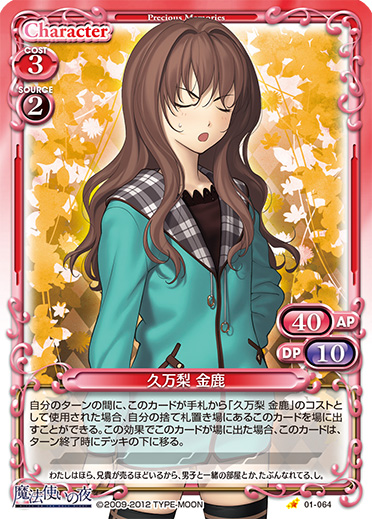 Precious Memories
Character
COST
3
SOURCE
2
40 AP
DP 10
久万梨 金鹿
自分のターンの間に、このカードが手札から「久万梨 金鹿」のコストと
して使用された場合、自分の捨て札置き場にあるこのカードを場に出
すことができる。この効果でこのカードが場に出た場合、このカードは、
ターン終了時にデッキの下に移る。
わたしはほら、兄貴が売るほどいるから、男子と一緒の部屋とか、たぶんなれてる、し。
魔法使いの夜
©2009-2012 TYPE-MOON
01-064